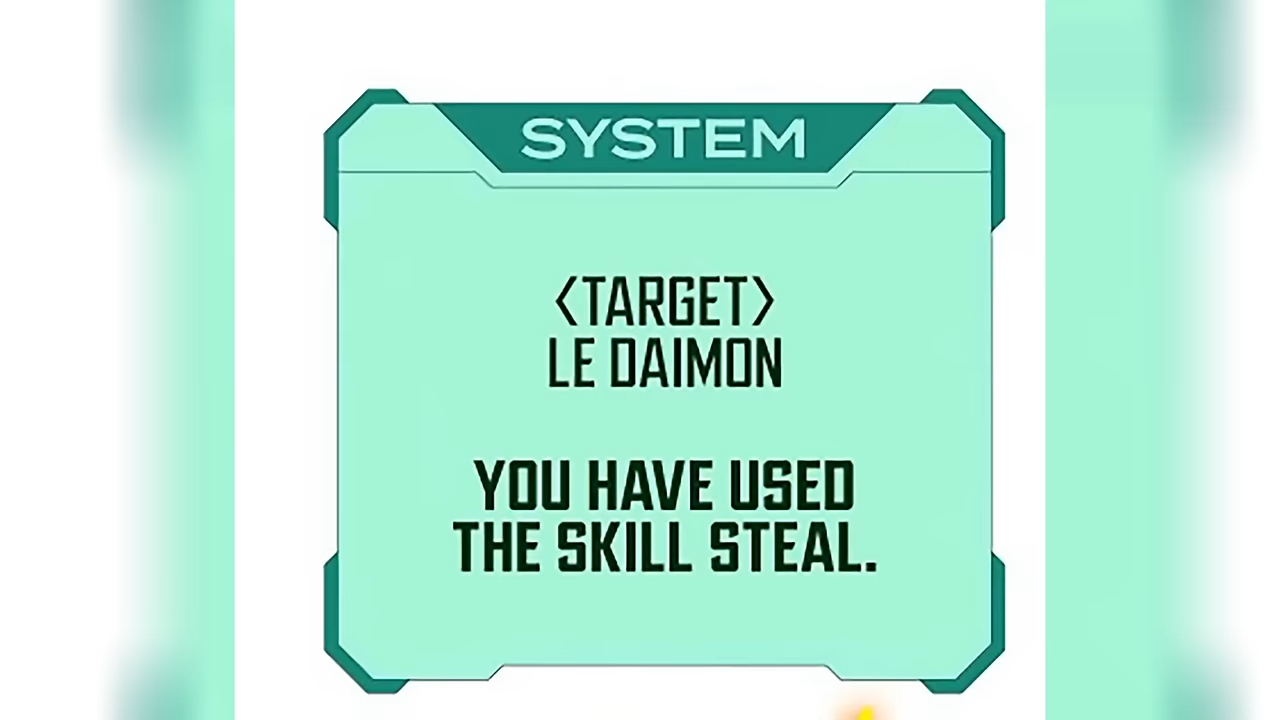 SYSTEM
<TARGET>
LE DAIMON
YOU HAVE USED
THE SKILL STEAL.